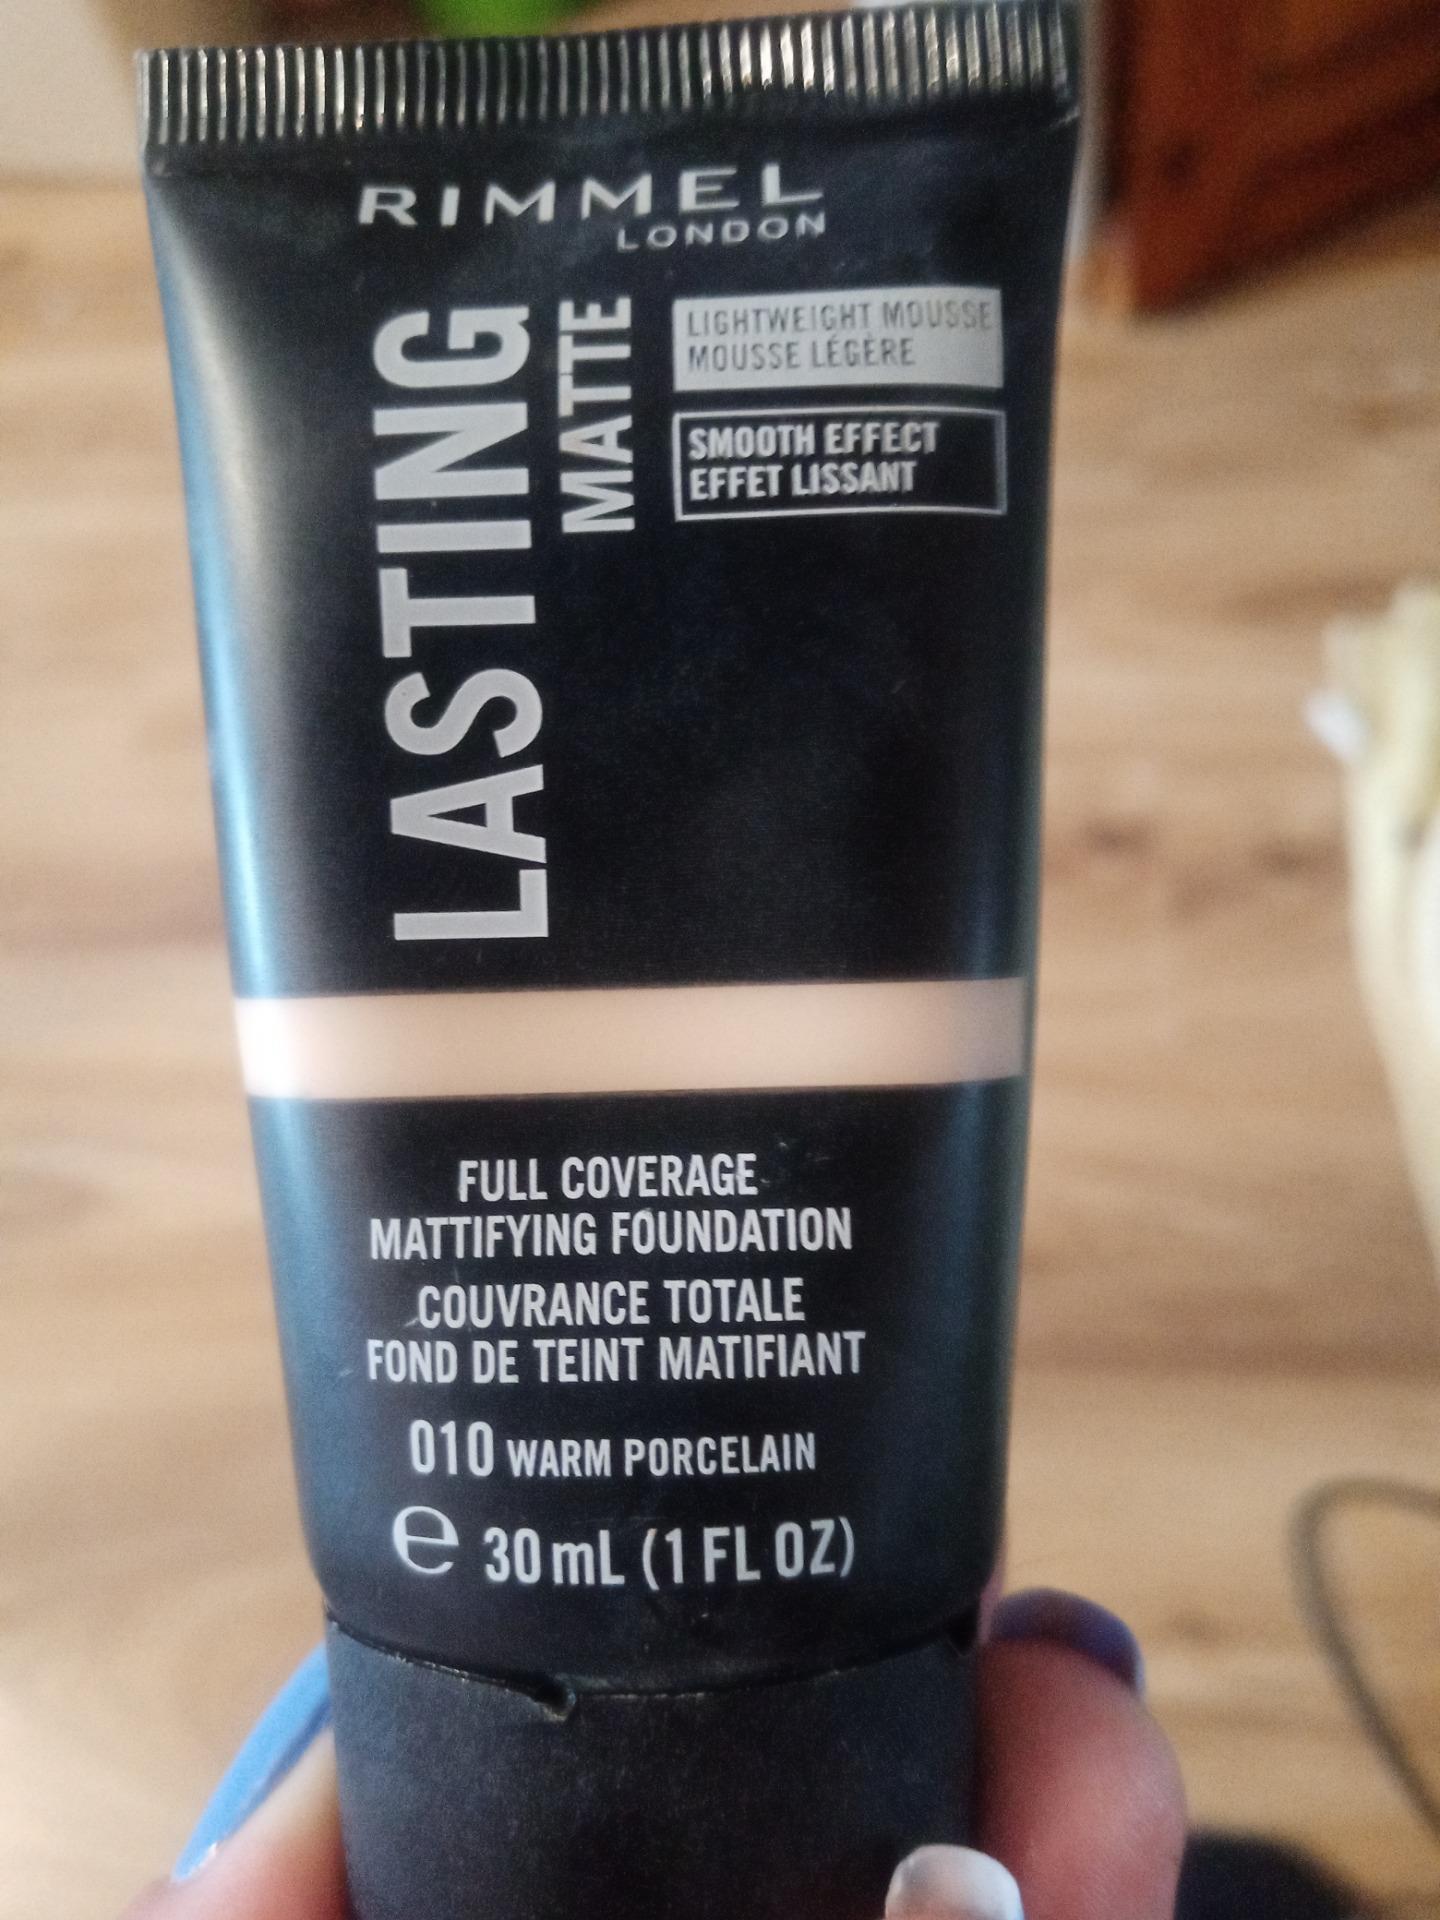 RIMMEL
LONDON
LASTING
MATTE
LIGHTWEIGHT MOUSSE
MOUSSE LÉGÈRE
SMOOTH EFFECT
EFFET LISSANT
FULL COVERAGE
MATTIFYING FOUNDATION
COUVRANCE TOTALE
FOND DE TEINT MATIFIANT
010 WARM PORCELAIN
℮ 30 mL (1 FL OZ)